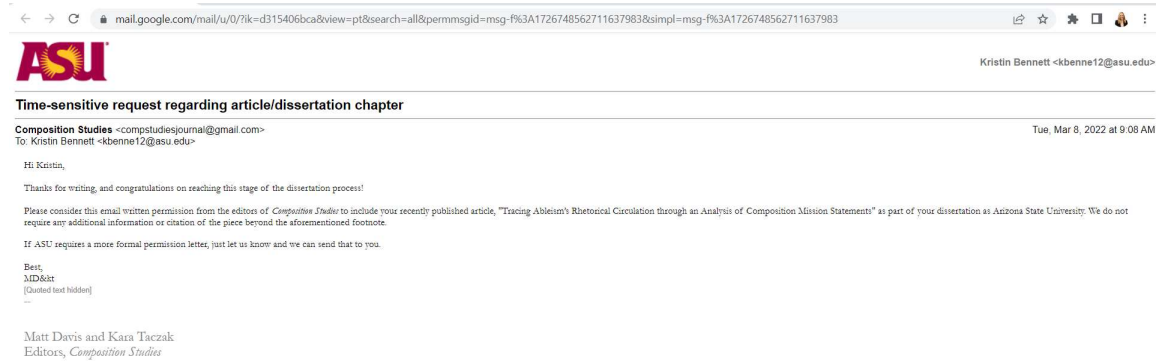 mail.google.com/mail/u/0/?ik=d315406bca&view=pt&search=all&permmsgid=msg-f%3A1726748562711637983&simpl=msg-f%3A1726748562711637983
ASU
Kristin Bennett <kbenne12@asu.edu>
Time-sensitive request regarding article/dissertation chapter
Composition Studies <compstudiesjournal@gmail.com> Tue, Mar 8, 2022 at 9:08 AM
To: Kristin Bennett <kbenne12@asu.edu>
Hi Kristin,
Thanks for writing, and congratulations on reaching this stage of the dissertation process!
Please consider this email written permission from the editors of Composition Studies to include your recently published article, "Tracing Ableism's Rhetorical Circulation through an Analysis of Composition Mission Statements" as part of your dissertation as Arizona State University. We do not
require any additional information or citation of the piece beyond the aforementioned footnote.
If ASU requires a more formal permission letter, just let us know and we can send that to you.
Best,
MD&kt
[Quoted text hidden]
--
Matt Davis and Kara Taczak
Editors, Composition Studies